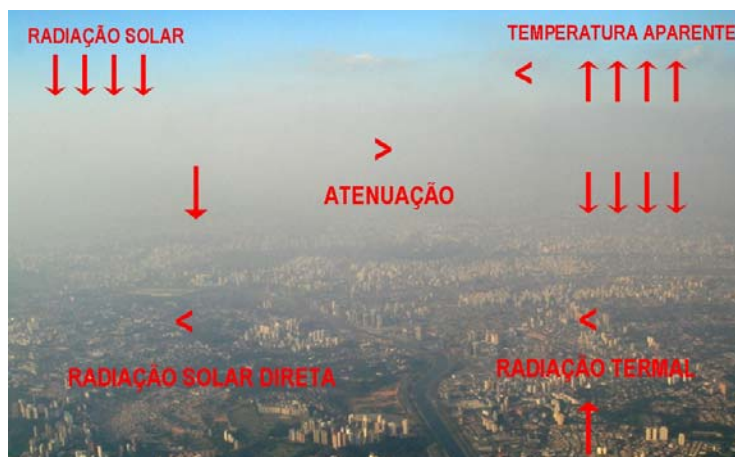 RADIAÇÃO SOLAR
TEMPERATURA APARENTE
<
>
ATENUAÇÃO
<
<
RADIAÇÃO SOLAR DIRETA
RADIAÇÃO TERMAL